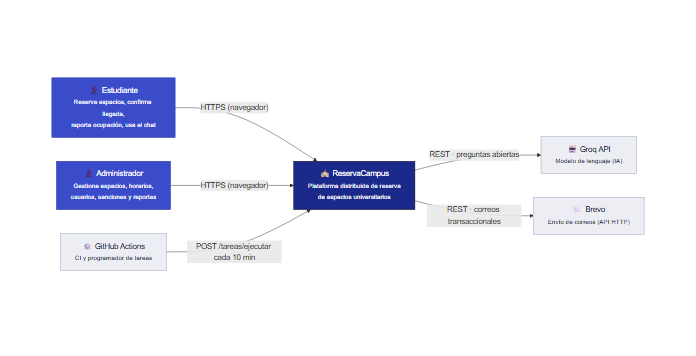 Estudiante
Reserva espacios, confirma
llegada,
reporta ocupación, usa el chat
HTTPS (navegador)
Administrador
Gestiona espacios, horarios,
usuarios, sanciones y reportes
HTTPS (navegador)
GitHub Actions
CI y programador de tareas
POST /tareas/ejecutar
cada 10 min
ReservaCampus
Plataforma distribuida de reserva
de espacios universitarios
REST · preguntas abiertas
Groq API
Modelo de lenguaje (IA)
REST · correos
transaccionales
Brevo
Envío de correos (API HTTP)